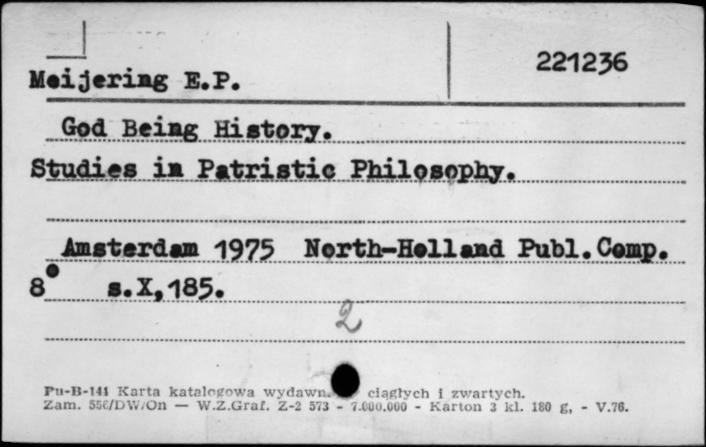 221236
Meijering E.P.
God Being History.
Studies in Patristic Philosophy.
Amsterdam 1975 North-Holland Publ.Comp.
8° s.X,185.
2
Pu-B-141 Karta katalogowa wydawn. ciągłych i zwartych.
Zam. 556/DW/On — W.Z.Graf. Z-2 573 - 7.000.000 - Karton 3 kl. 180 g, - V.76.